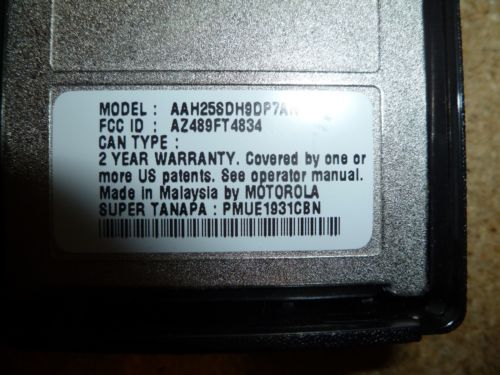 MODEL : AAH25SDH9DP7A
FCC ID : AZ489FT4834
CAN TYPE :
2 YEAR WARRANTY. Covered by one or
more US patents. See operator manual.
Made in Malaysia by MOTOROLA
SUPER TANAPA : PMUE1931CBN